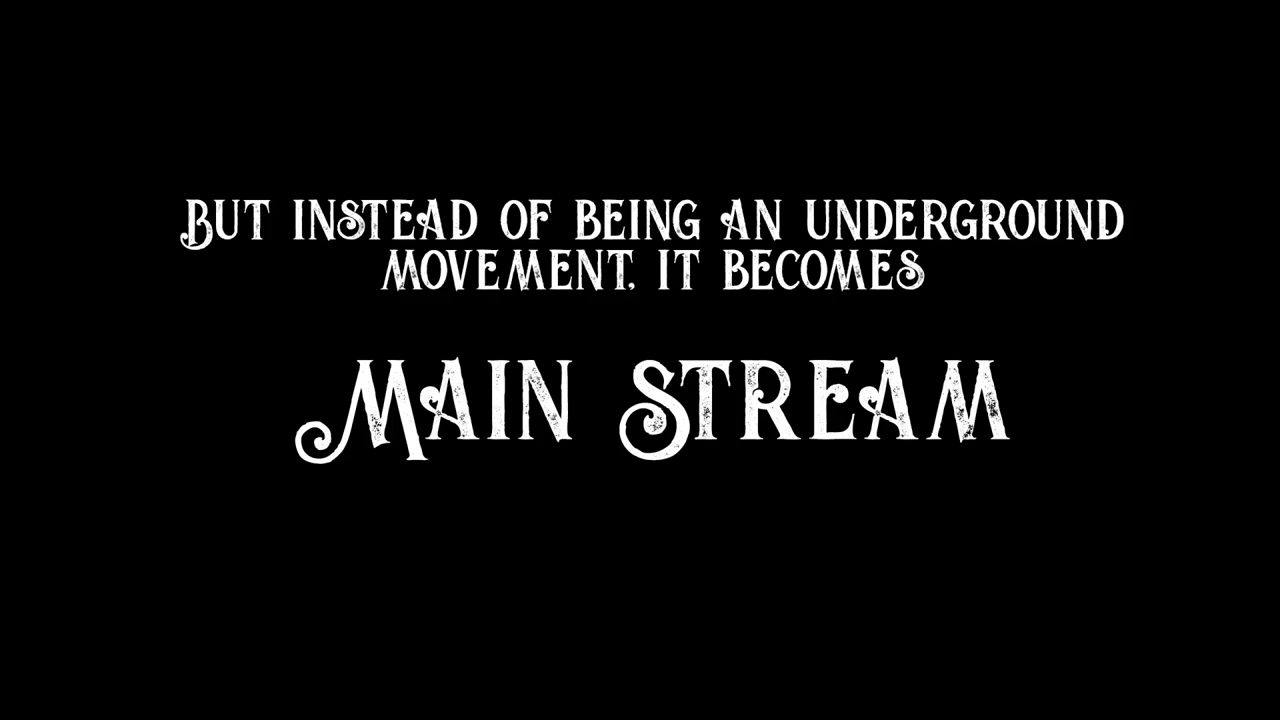 But instead of being an underground
movement, it becomes
Main Stream